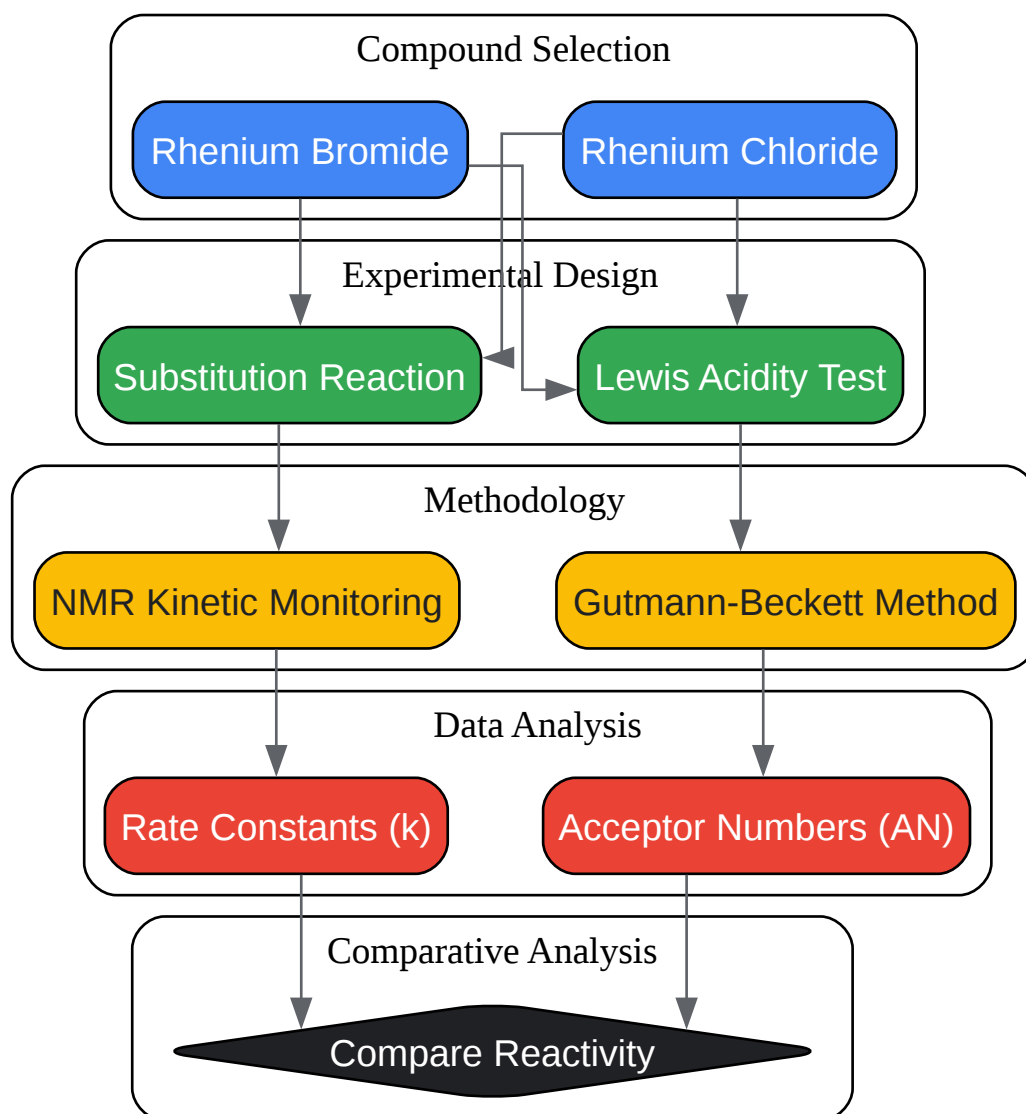 Compound Selection
Rhenium Bromide
Rhenium Chloride
Experimental Design
Substitution Reaction
Lewis Acidity Test
Methodology
NMR Kinetic Monitoring
Gutmann-Beckett Method
Data Analysis
Rate Constants (k)
Acceptor Numbers (AN)
Comparative Analysis
Compare Reactivity